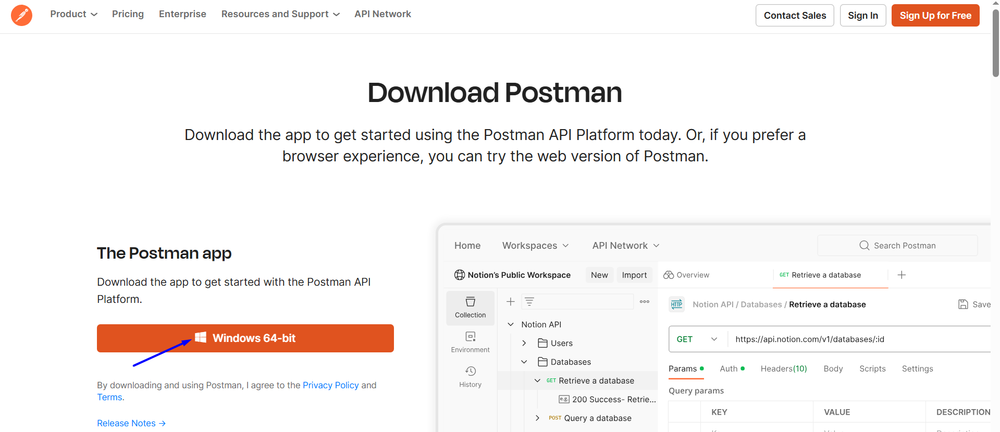 Product
Pricing
Enterprise
Resources and Support
API Network
Contact Sales
Sign In
Sign Up for Free
Download Postman
Download the app to get started using the Postman API Platform today. Or, if you prefer a
browser experience, you can try the web version of Postman.
The Postman app
Download the app to get started with the Postman API
Platform.
Windows 64-bit
By downloading and using Postman, I agree to the Privacy Policy and
Terms.
Release Notes →
Home
Workspaces
API Network
Search Postman
Notion’s Public Workspace
New
Import
Overview
GET Retrieve a database
Collection
Environment
History
Notion API
Users
Databases
GET Retrieve a database
e.g. 200 Success- Retrie...
POST Query a database
HTTP
Notion API / Databases / Retrieve a database
Save
GET
https://api.notion.com/v1/databases/:id
Params
Auth
Headers(10)
Body
Scripts
Settings
Query params
KEY
VALUE
DESCRIPTION